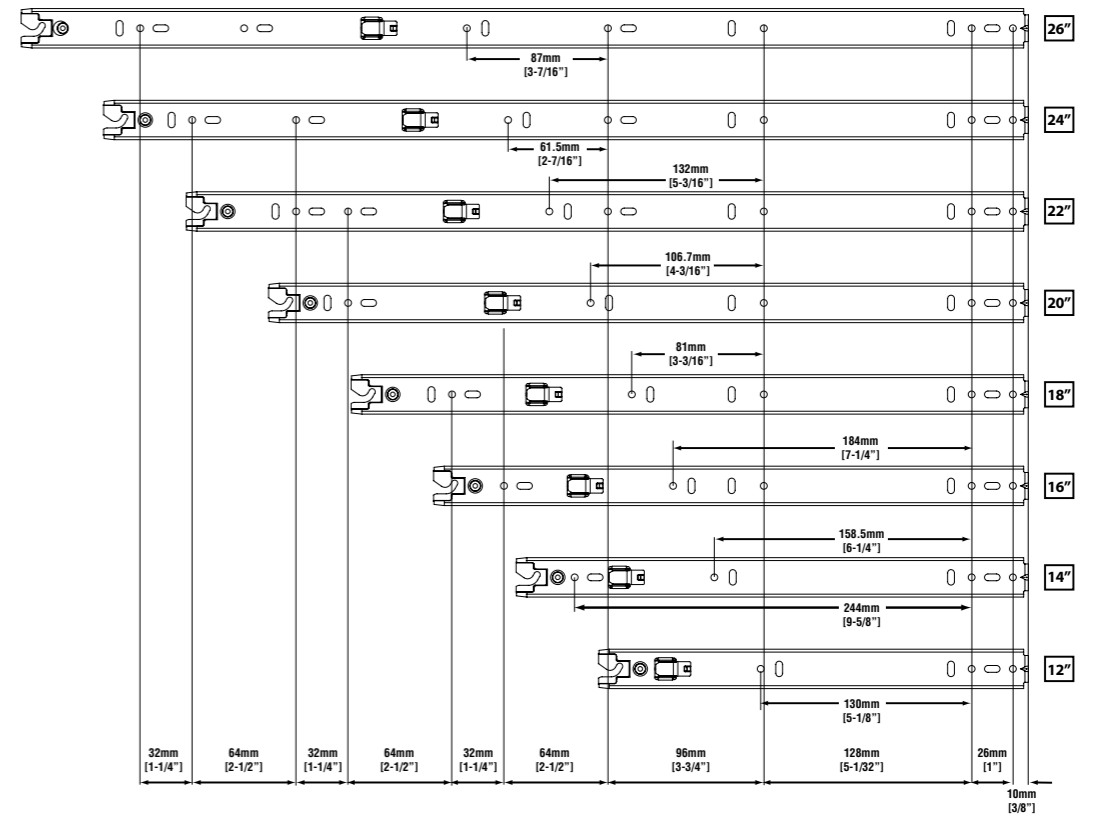 26”
87mm
[3-7/16”]
24”
61.5mm
[2-7/16”]
132mm
[5-3/16”]
22”
106.7mm
[4-3/16”]
20”
81mm
[3-3/16”]
18”
184mm
[7-1/4”]
16”
158.5mm
[6-1/4”]
14”
244mm
[9-5/8”]
12”
130mm
[5-1/8”]
32mm
[1-1/4”]
64mm
[2-1/2”]
32mm
[1-1/4”]
64mm
[2-1/2”]
32mm
[1-1/4”]
64mm
[2-1/2”]
96mm
[3-3/4”]
128mm
[5-1/32”]
26mm
[1”]
10mm
[3/8”]